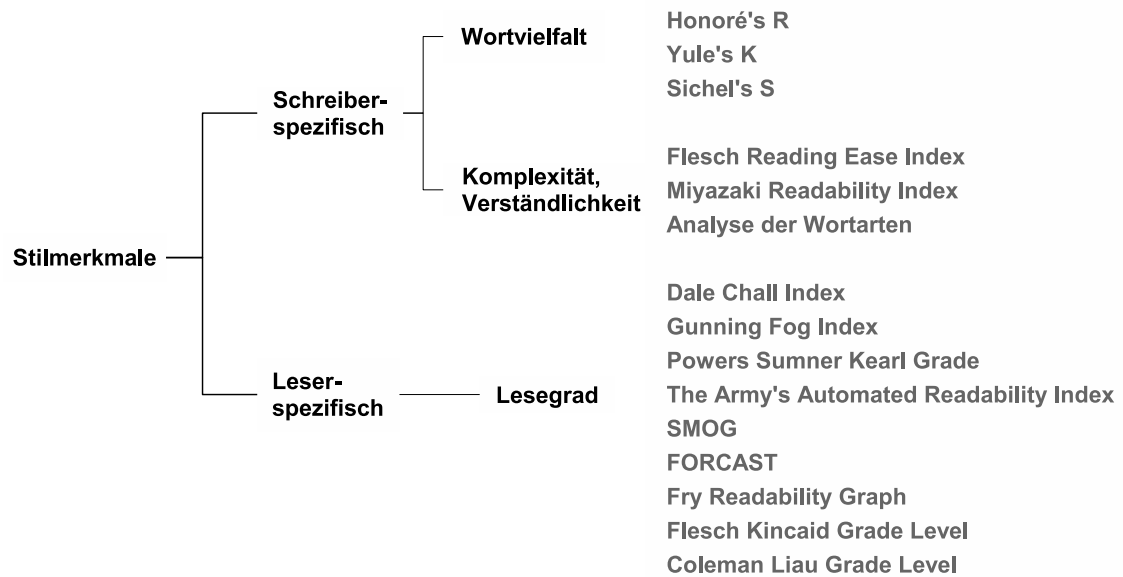 Stilmerkmale
Schreiber-
spezifisch
Wortvielfalt
Honoré's R
Yule's K
Sichel's S
Komplexität,
Verständlichkeit
Flesch Reading Ease Index
Miyazaki Readability Index
Analyse der Wortarten
Leser-
spezifisch
Lesegrad
Dale Chall Index
Gunning Fog Index
Powers Sumner Kearl Grade
The Army's Automated Readability Index
SMOG
FORCAST
Fry Readability Graph
Flesch Kincaid Grade Level
Coleman Liau Grade Level